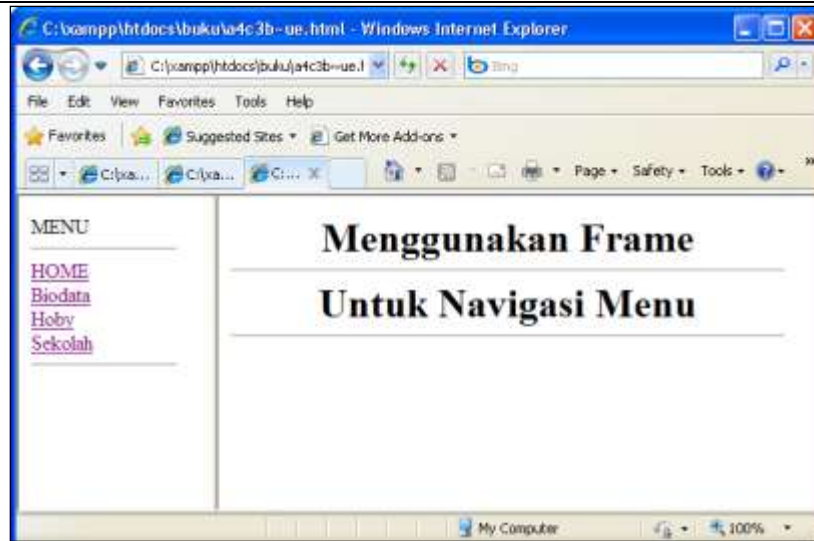 C:\xampp\htdocs\buku\a4c3b~ue.html - Windows Internet Explorer
C:\xampp\htdocs\buku\a4c3b~ue.l
Bing
File Edit View Favorites Tools Help
Favorites Suggested Sites Get More Add-ons
C:\xa... C:\xa... C:... X Page Safety Tools »
MENU
HOME
Biodata
Hoby
Sekolah
Menggunakan Frame
Untuk Navigasi Menu
My Computer 100%